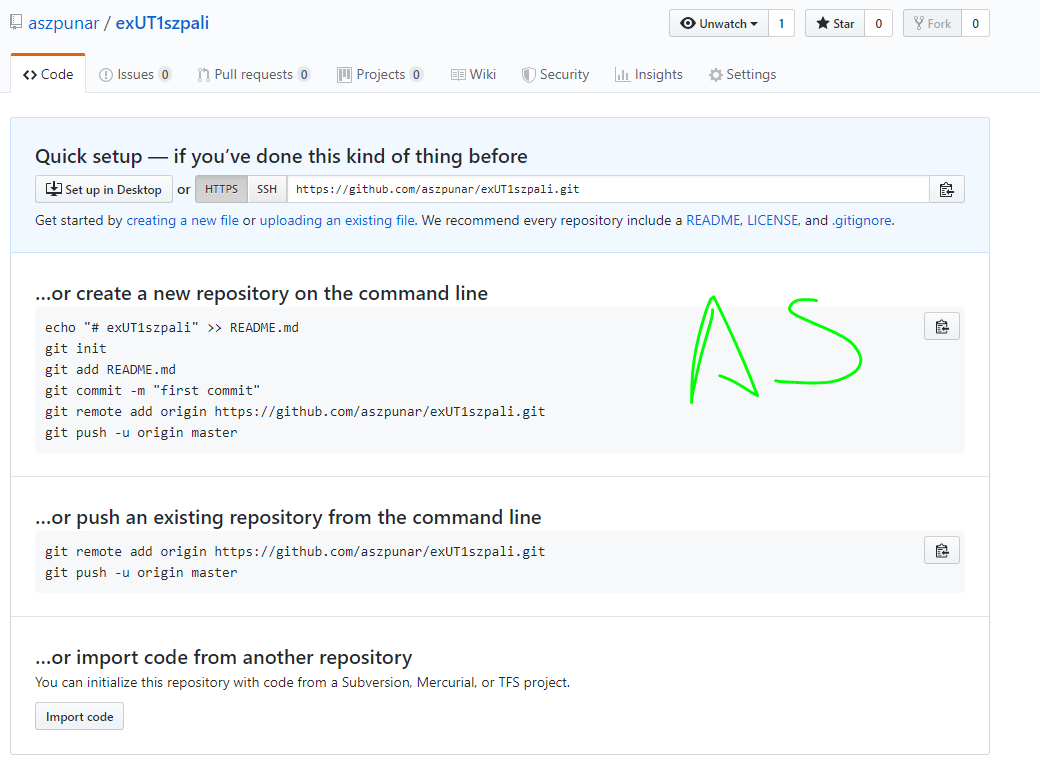 aszpunar / exUT1szpali Unwatch 1 Star 0 Fork 0
Code Issues 0 Pull requests 0 Projects 0 Wiki Security Insights Settings
Quick setup — if you’ve done this kind of thing before
Set up in Desktop or HTTPS SSH https://github.com/aszpunar/exUT1szpali.git
Get started by creating a new file or uploading an existing file. We recommend every repository include a README, LICENSE, and .gitignore.
…or create a new repository on the command line
echo "# exUT1szpali" >> README.md
git init
git add README.md
git commit -m "first commit"
git remote add origin https://github.com/aszpunar/exUT1szpali.git
git push -u origin master
AS
…or push an existing repository from the command line
git remote add origin https://github.com/aszpunar/exUT1szpali.git
git push -u origin master
…or import code from another repository
You can initialize this repository with code from a Subversion, Mercurial, or TFS project.
Import code